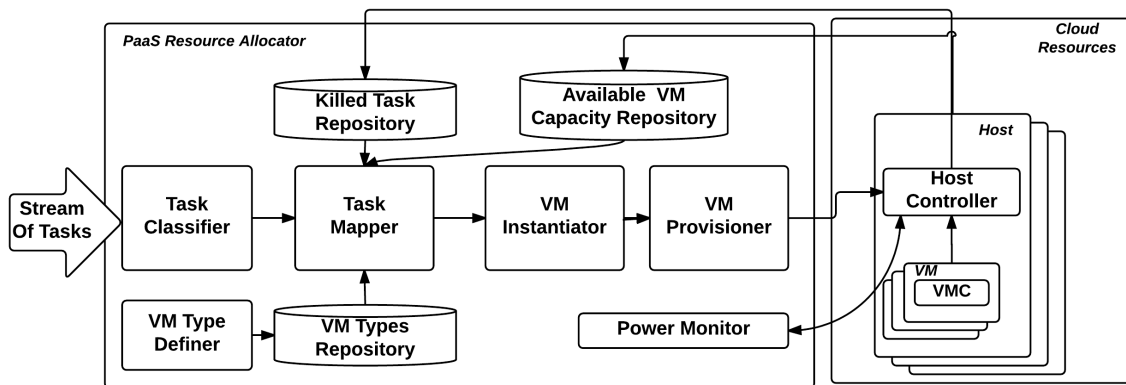 PaaS Resource Allocator
Cloud
Resources
Killed Task
Repository
Available VM
Capacity Repository
Host
Stream
Of Tasks
Task
Classifier
Task
Mapper
VM
Instantiator
VM
Provisioner
Host
Controller
VM
VMC
VM Type
Definer
VM Types
Repository
Power Monitor